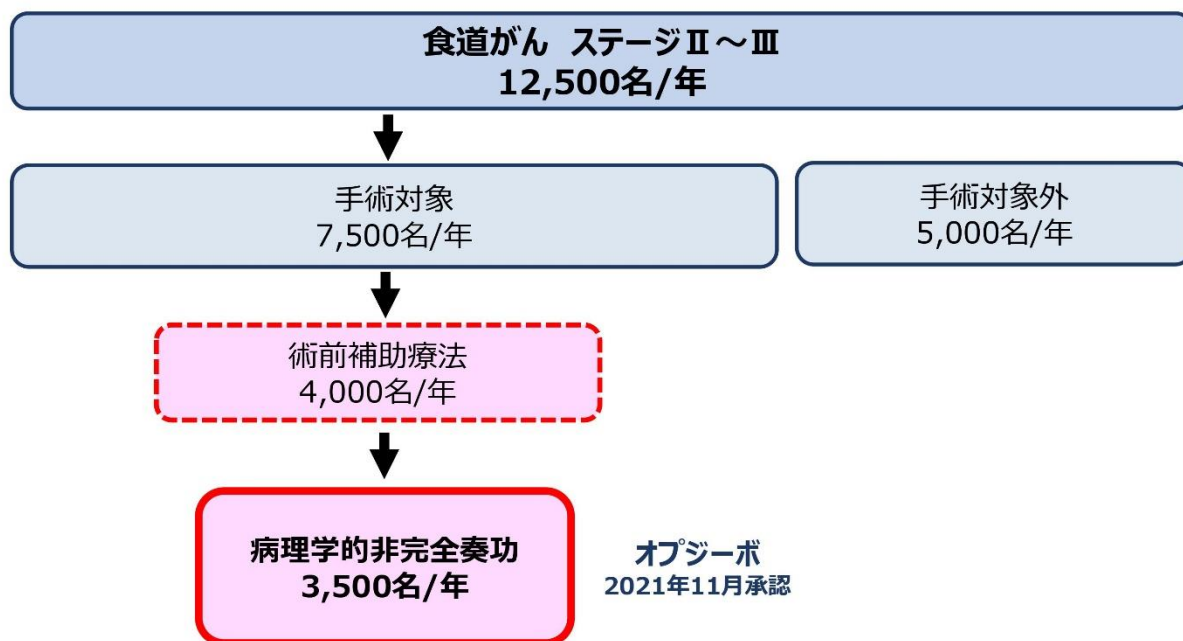 食道がん ステージⅡ～Ⅲ
12,500名/年
手術対象
7,500名/年
手術対象外
5,000名/年
術前補助療法
4,000名/年
病理学的非完全奏功
3,500名/年
オプジーボ
2021年11月承認